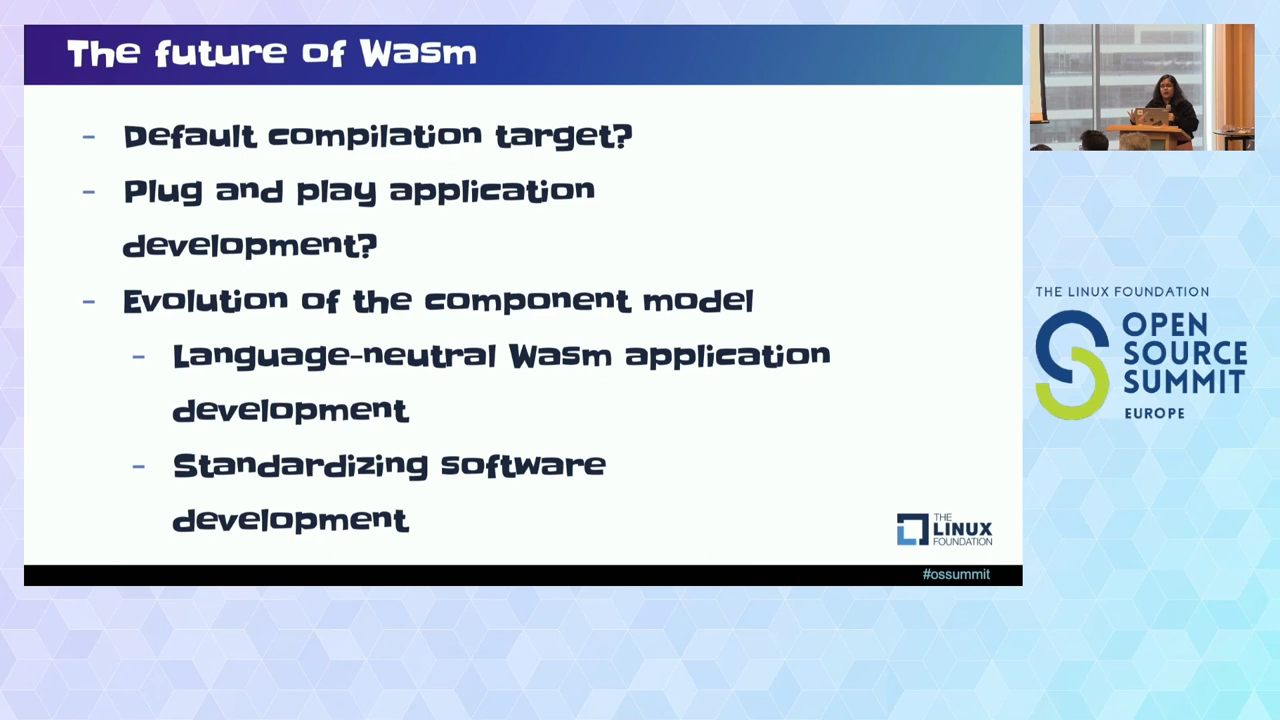 The future of Wasm
- Default compilation target?
- Plug and play application
development?
- Evolution of the component model
- Language-neutral Wasm application
development
- Standardizing software
development
THE
LINUX
FOUNDATION
#ossummit
THE LINUX FOUNDATION
OPEN
SOURCE
SUMMIT
EUROPE